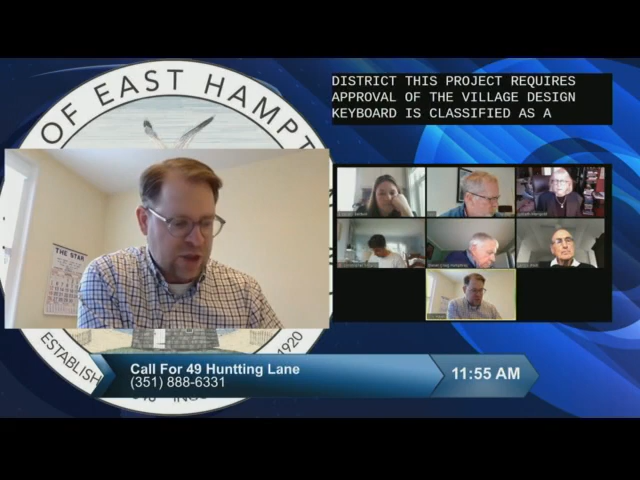 DISTRICT THIS PROJECT REQUIRES
APPROVAL OF THE VILLAGE DESIGN
KEYBOARD IS CLASSIFIED AS A
OF EAST HAMPT
THE STAR
ESTABLISH
1920
Call For 49 Huntting Lane
(351) 888-6331
11:55 AM